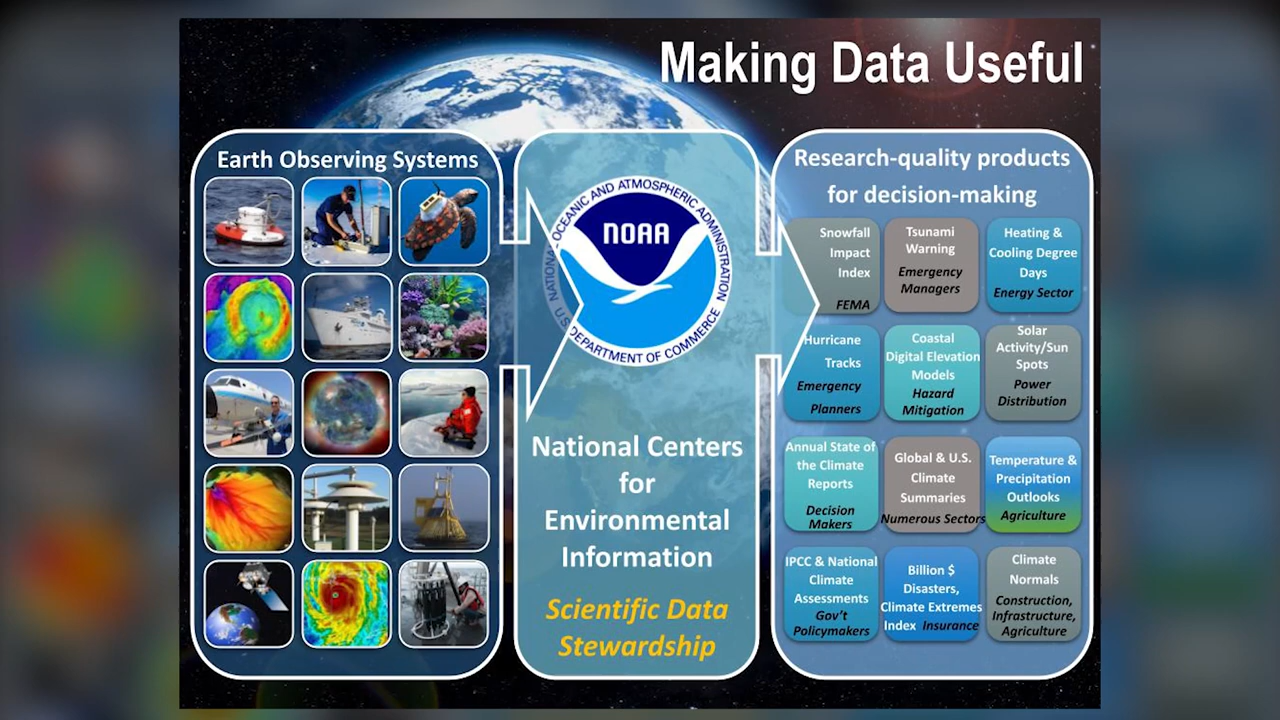 Making Data Useful
Earth Observing Systems
NATIONAL OCEANIC AND ATMOSPHERIC ADMINISTRATION
U.S. DEPARTMENT OF COMMERCE
NOAA
National Centers
for
Environmental
Information
Scientific Data
Stewardship
Research-quality products
for decision-making
Snowfall
Impact
Index
FEMA
Tsunami
Warning
Emergency
Managers
Heating &
Cooling Degree
Days
Energy Sector
Hurricane
Tracks
Emergency
Planners
Coastal
Digital Elevation
Models
Hazard
Mitigation
Solar
Activity/Sun
Spots
Power
Distribution
Annual State of
the Climate
Reports
Decision
Makers
Global & U.S.
Climate
Summaries
Numerous Sectors
Temperature &
Precipitation
Outlooks
Agriculture
IPCC & National
Climate
Assessments
Gov't
Policymakers
Billion $
Disasters,
Climate Extremes
Index Insurance
Climate
Normals
Construction,
Infrastructure,
Agriculture